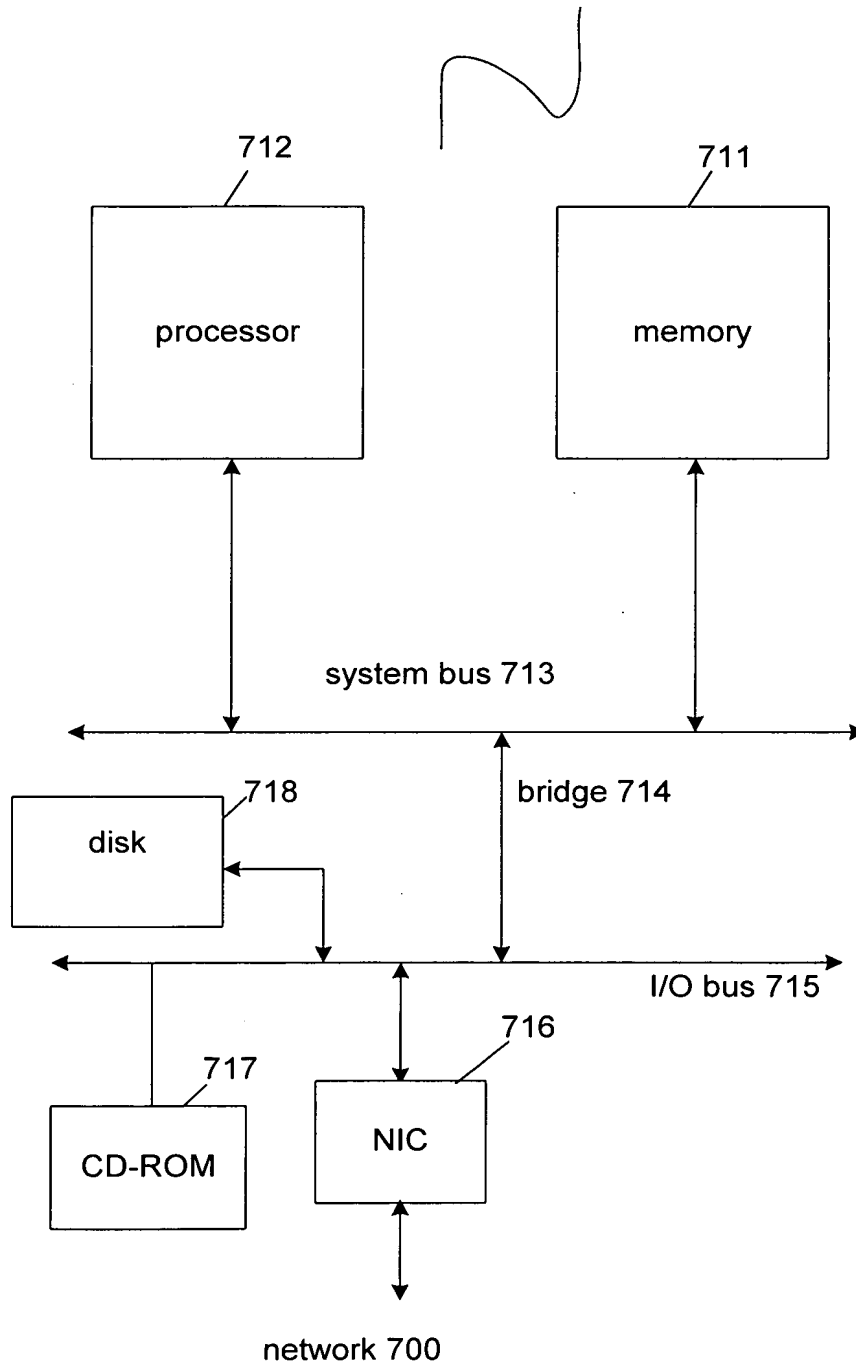 712
711
processor
memory
system bus 713
718
bridge 714
disk
I/O bus 715
716
717
NIC
CD-ROM
network 700